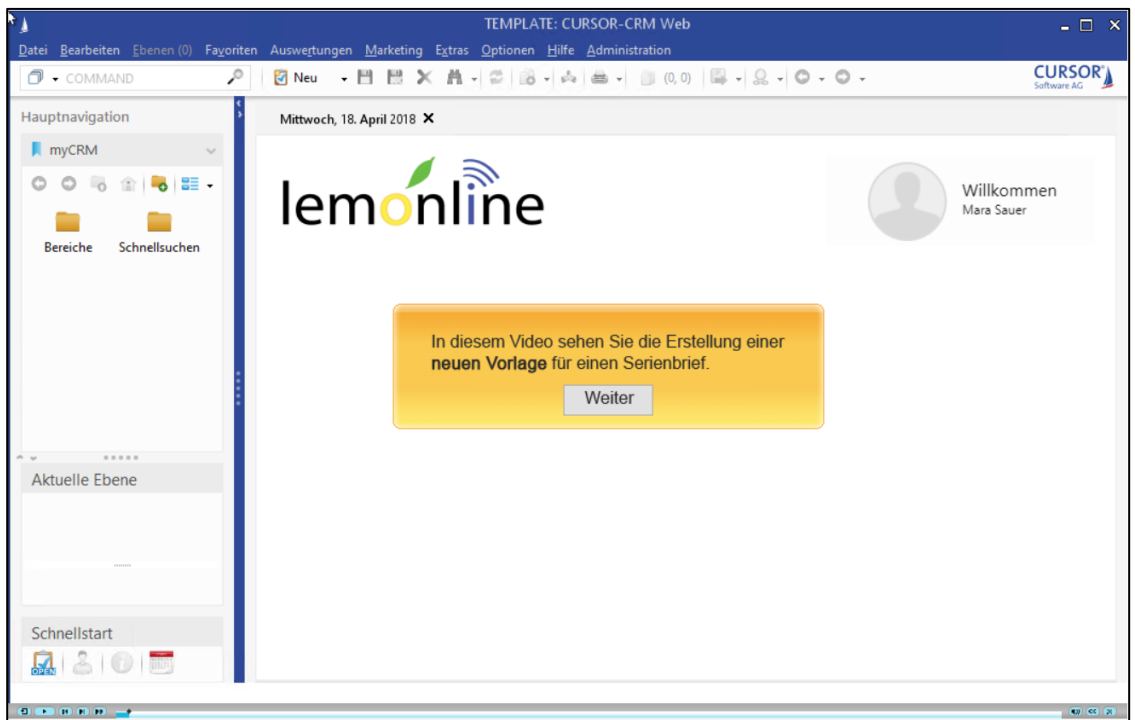 TEMPLATE: CURSOR-CRM Web
Datei Bearbeiten Ebenen (0) Favoriten Auswertungen Marketing Extras Optionen Hilfe Administration
COMMAND Neu (0, 0) CURSOR
Software AG
Hauptnavigation
Mittwoch, 18. April 2018
myCRM
lemonline
Willkommen
Mara Sauer
Bereiche Schnellsuchen
In diesem Video sehen Sie die Erstellung einer
neuen Vorlage für einen Serienbrief.
Weiter
Aktuelle Ebene
Schnellstart
OPEN
CC